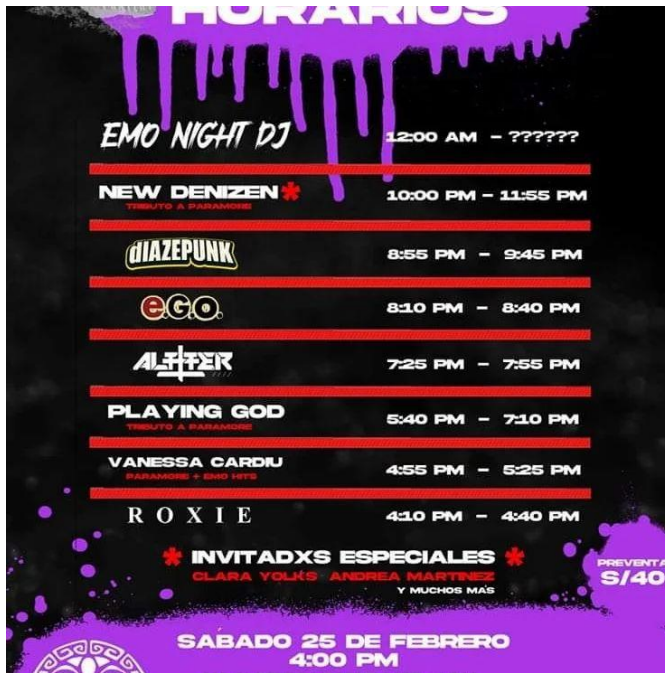 HORARIOS
EMO NIGHT DJ 12:00 AM - ??????
NEW DENIZEN* 10:00 PM - 11:55 PM
TRIBUTO A PARAMORE
diAZEPUNK 8:55 PM - 9:45 PM
e.G.O. 8:10 PM - 8:40 PM
ALTTER 7:25 PM - 7:55 PM
PLAYING GOD 5:40 PM - 7:10 PM
TRIBUTO A PARAMORE
VANESSA CARDIU 4:55 PM - 5:25 PM
PARAMORE + EMO HITS
ROXIE 4:10 PM - 4:40 PM
* INVITADXS ESPECIALES *
CLARA YOLKS ANDREA MARTINEZ
Y MUCHOS MÁS
PREVENTA
S/40
SÁBADO 25 DE FEBRERO
4:00 PM